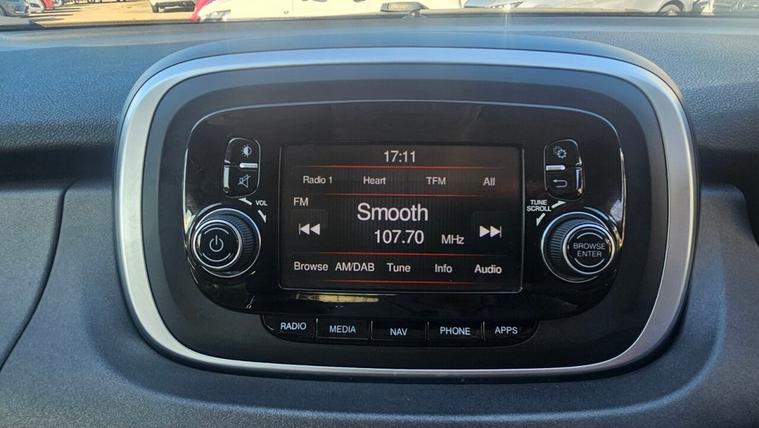 17:11
Radio 1 Heart TFM All
FM
Smooth
107.70 MHz
Browse AM/DAB Tune Info Audio
VOL
TUNE
SCROLL
BROWSE
ENTER
RADIO MEDIA NAV PHONE APPS